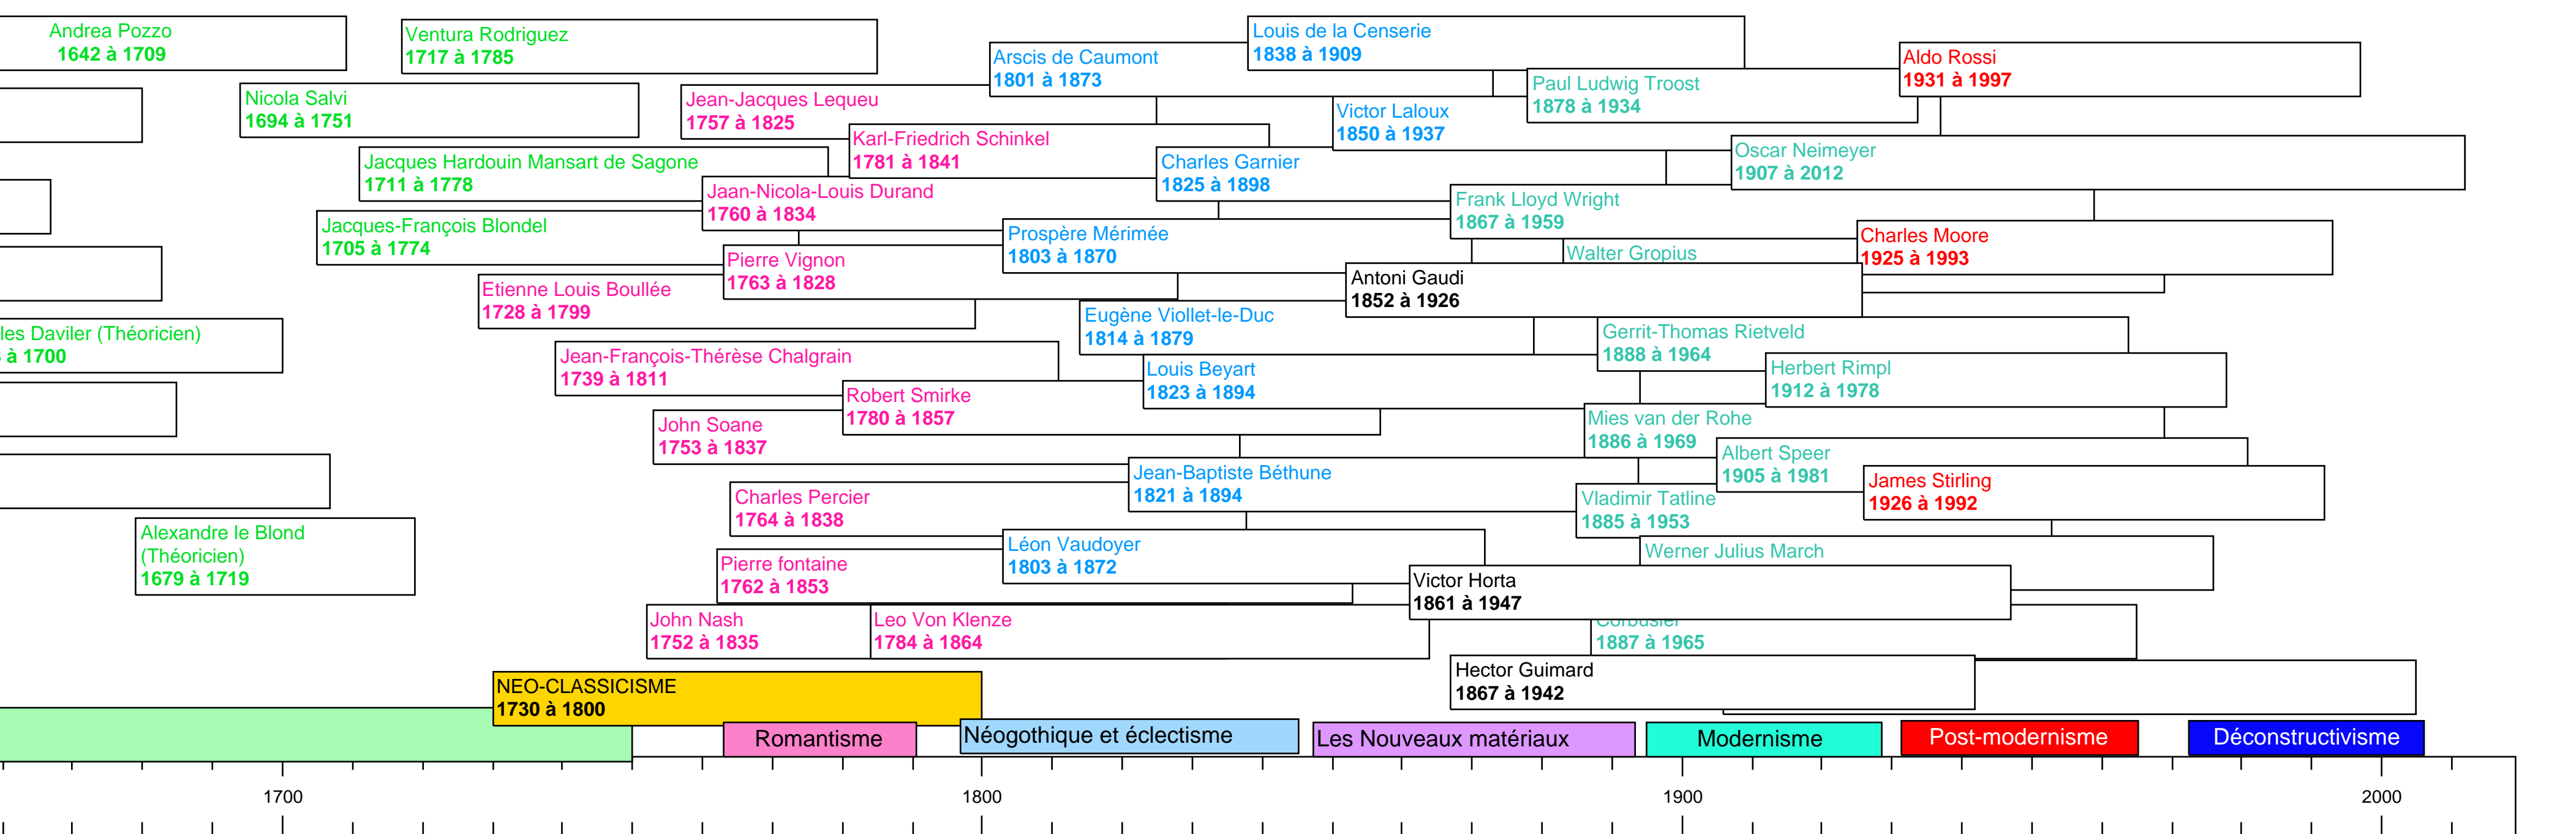 Andrea Pozzo
1642 à 1709
Ventura Rodriguez
1717 à 1785
Louis de la Censerie
1838 à 1909
Arscis de Caumont
1801 à 1873
Aldo Rossi
1931 à 1997
Paul Ludwig Troost
1878 à 1934
Nicola Salvi
1694 à 1751
Jean-Jacques Lequeu
1757 à 1825
Victor Laloux
1850 à 1937
Karl-Friedrich Schinkel
1781 à 1841
Oscar Neimeyer
1907 à 2012
Jacques Hardouin Mansart de Sagone
1711 à 1778
Charles Garnier
1825 à 1898
Jaan-Nicola-Louis Durand
1760 à 1834
Frank Lloyd Wright
1867 à 1959
Jacques-François Blondel
1705 à 1774
Prospère Mérimée
1803 à 1870
Charles Moore
1925 à 1993
Walter Gropius
Pierre Vignon
1763 à 1828
Antoni Gaudi
1852 à 1926
Etienne Louis Boullée
1728 à 1799
Eugène Viollet-le-Duc
1814 à 1879
les Daviler (Théoricien)
à 1700
Gerrit-Thomas Rietveld
1888 à 1964
Jean-François-Thérèse Chalgrain
1739 à 1811
Louis Beyart
1823 à 1894
Herbert Rimpl
1912 à 1978
Robert Smirke
1780 à 1857
Mies van der Rohe
1886 à 1969
John Soane
1753 à 1837
Albert Speer
1905 à 1981
Jean-Baptiste Béthune
1821 à 1894
James Stirling
1926 à 1992
Charles Percier
1764 à 1838
Vladimir Tatline
1885 à 1953
Alexandre le Blond
(Théoricien)
1679 à 1719
Léon Vaudoyer
1803 à 1872
Werner Julius March
Pierre fontaine
1762 à 1853
Victor Horta
1861 à 1947
John Nash
1752 à 1835
Leo Von Klenze
1784 à 1864
Corbusier
1887 à 1965
Hector Guimard
1867 à 1942
NEO-CLASSICISME
1730 à 1800
Romantisme
Néogothique et éclectisme
Les Nouveaux matériaux
Modernisme
Post-modernisme
Déconstructivisme
1700
1800
1900
2000